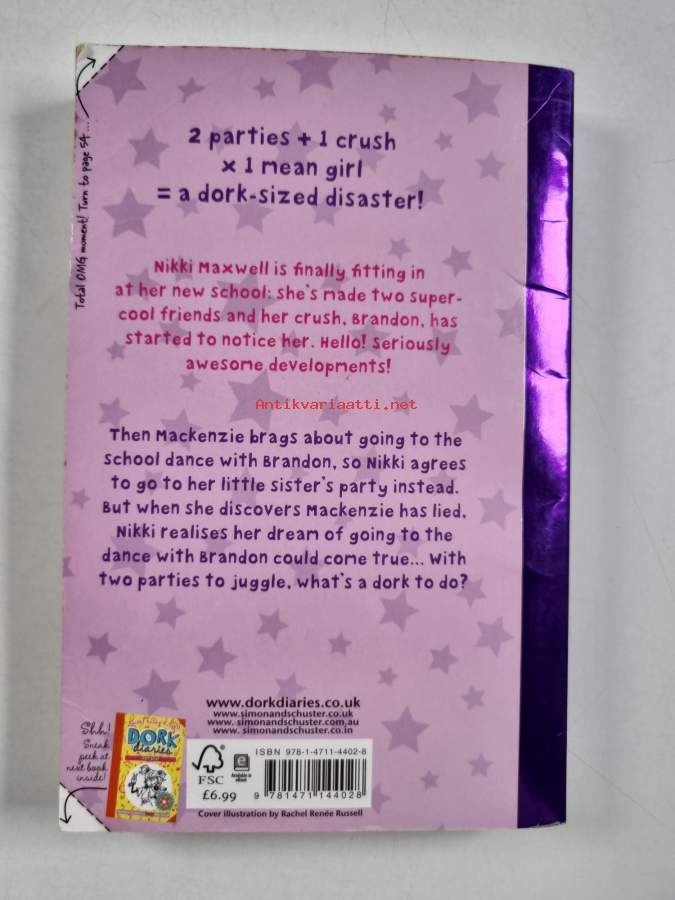 Total OMG moment! Turn to page 54...
2 parties + 1 crush
x 1 mean girl
= a dork-sized disaster!
Nikki Maxwell is finally fitting in
at her new school: she's made two super-
cool friends and her crush, Brandon, has
started to notice her. Hello! Seriously
awesome developments!
Antikvariaatti.net
Then Mackenzie brags about going to the
school dance with Brandon, so Nikki agrees
to go to her little sister's party instead.
But when she discovers Mackenzie has lied,
Nikki realises her dream of going to the
dance with Brandon could come true... With
two parties to juggle, what's a dork to do?
www.dorkdiaries.co.uk
www.simonandschuster.co.uk
www.simonandschuster.com.au
www.simonandschuster.co.in
Shh!
Sneak
peek at
next book
inside!
DORK
diaries
FSC
£6.99
e
Available as
eBook
ISBN 978-1-4711-4402-8
9 781471 144028
Cover illustration by Rachel Renée Russell